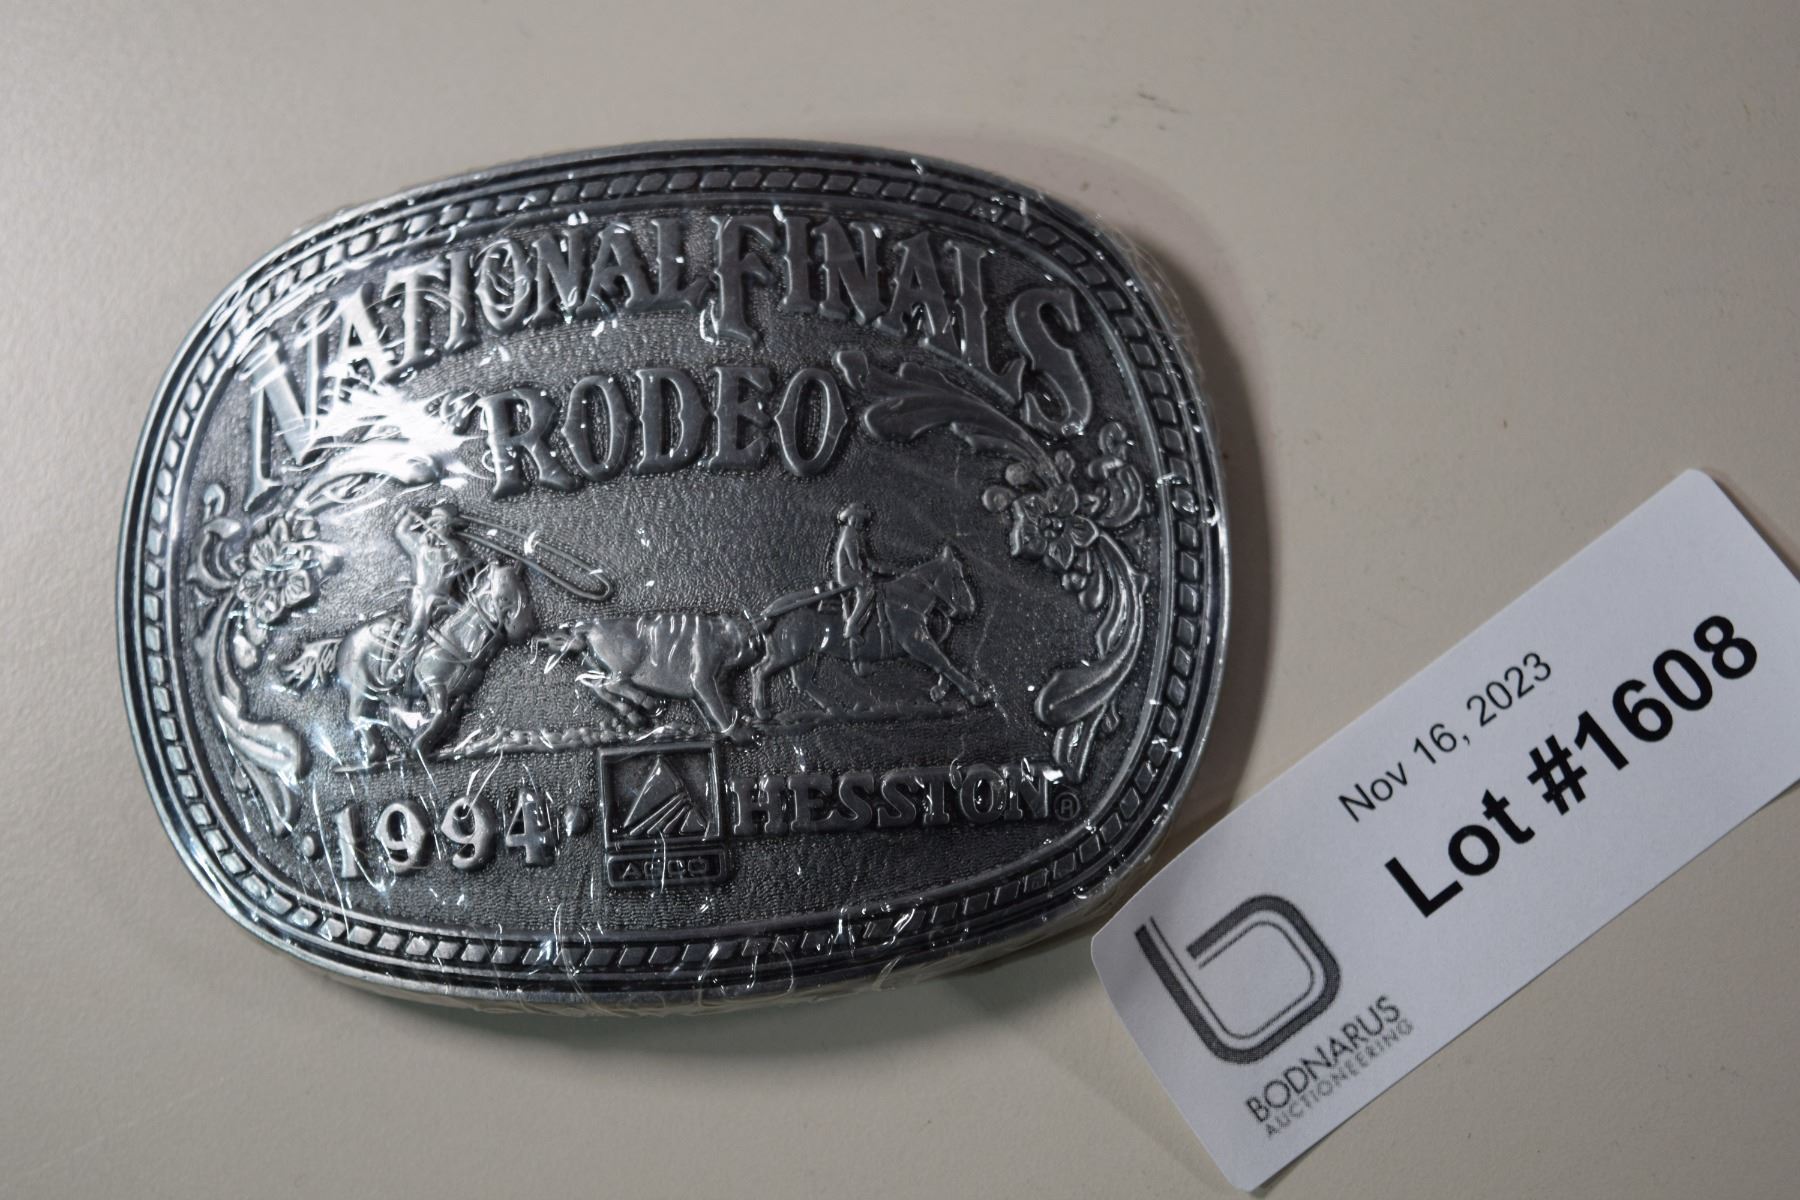 NATIONAL FINALS
RODEO
·1994· HESSTON®
AGCO
Nov 16, 2023
Lot #1608
BODNARUS
AUCTIONEERING